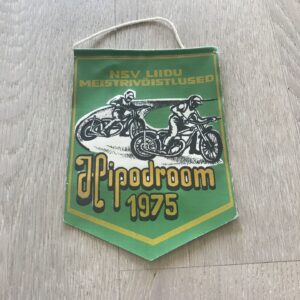 NSV LIIDU
MEISTRIVÕISTLUSED
Hipodroom
1975